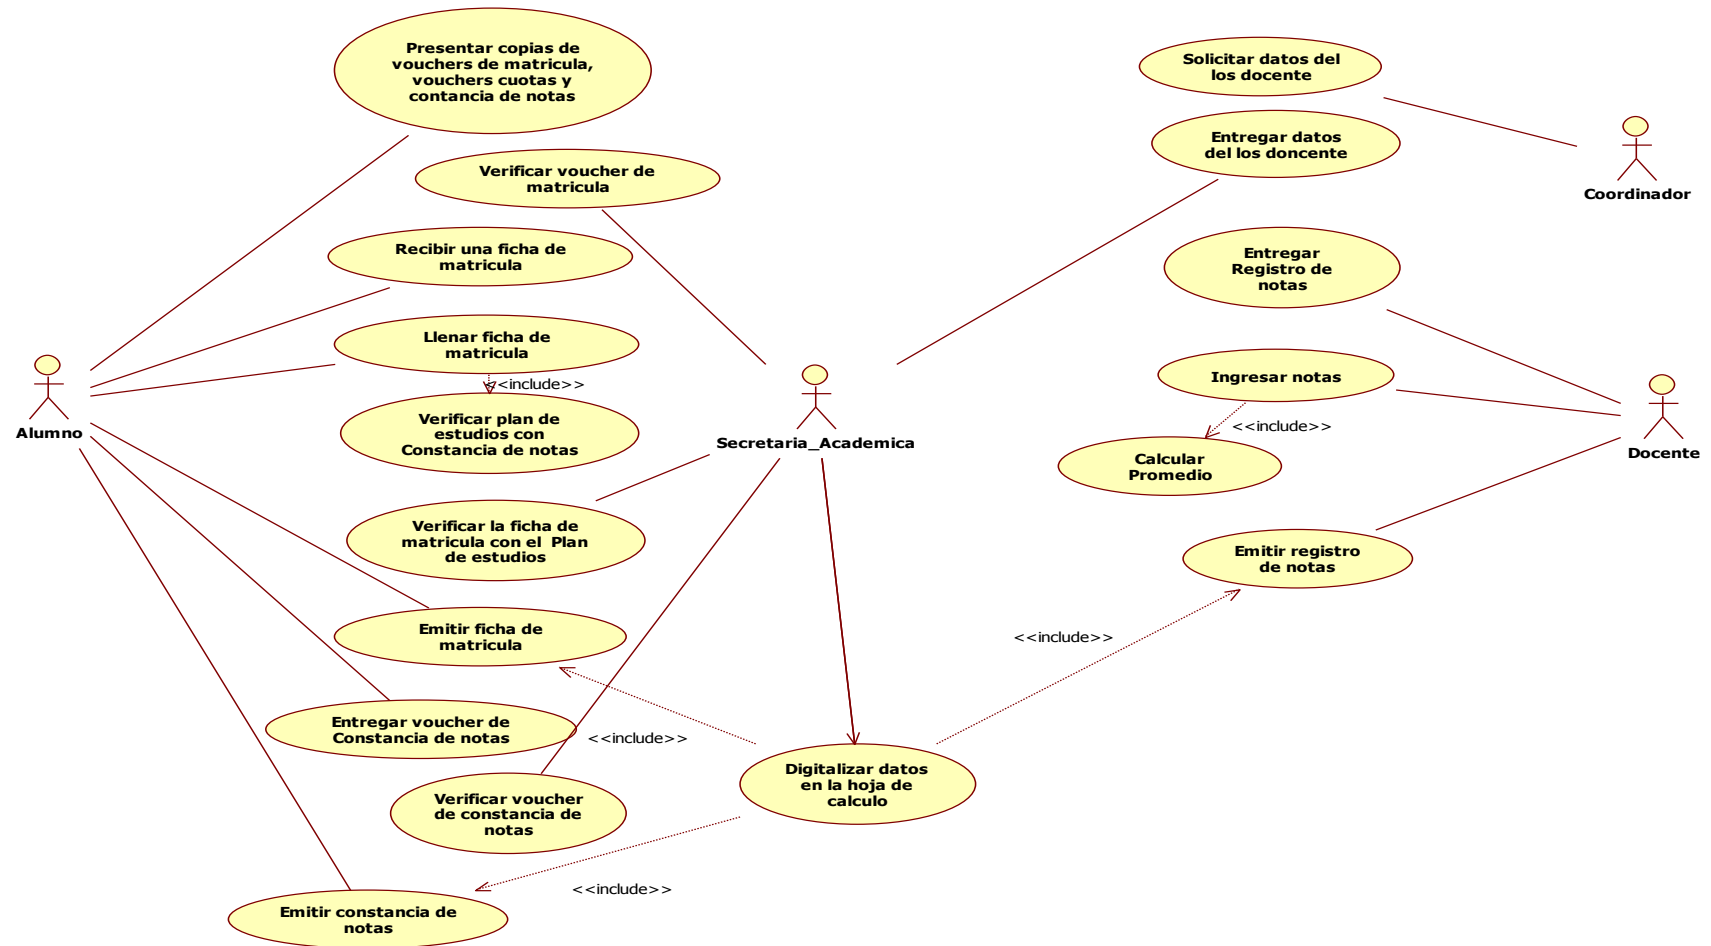 Presentar copias de
vouchers de matricula,
vouchers cuotas y
contancia de notas
Verificar voucher de
matricula
Recibir una ficha de
matricula
Llenar ficha de
matricula
<<include>>
Verificar plan de
estudios con
Constancia de notas
Verificar la ficha de
matricula con el Plan
de estudios
Emitir ficha de
matricula
Entregar voucher de
Constancia de notas
<<include>>
Verificar voucher
de constancia de
notas
<<include>>
Emitir constancia de
notas
Alumno
Secretaria_Academica
Digitalizar datos
en la hoja de
calculo
<<include>>
Solicitar datos del
los docente
Entregar datos
del los doncente
Coordinador
Entregar
Registro de
notas
Ingresar notas
<<include>>
Calcular
Promedio
Docente
Emitir registro
de notas